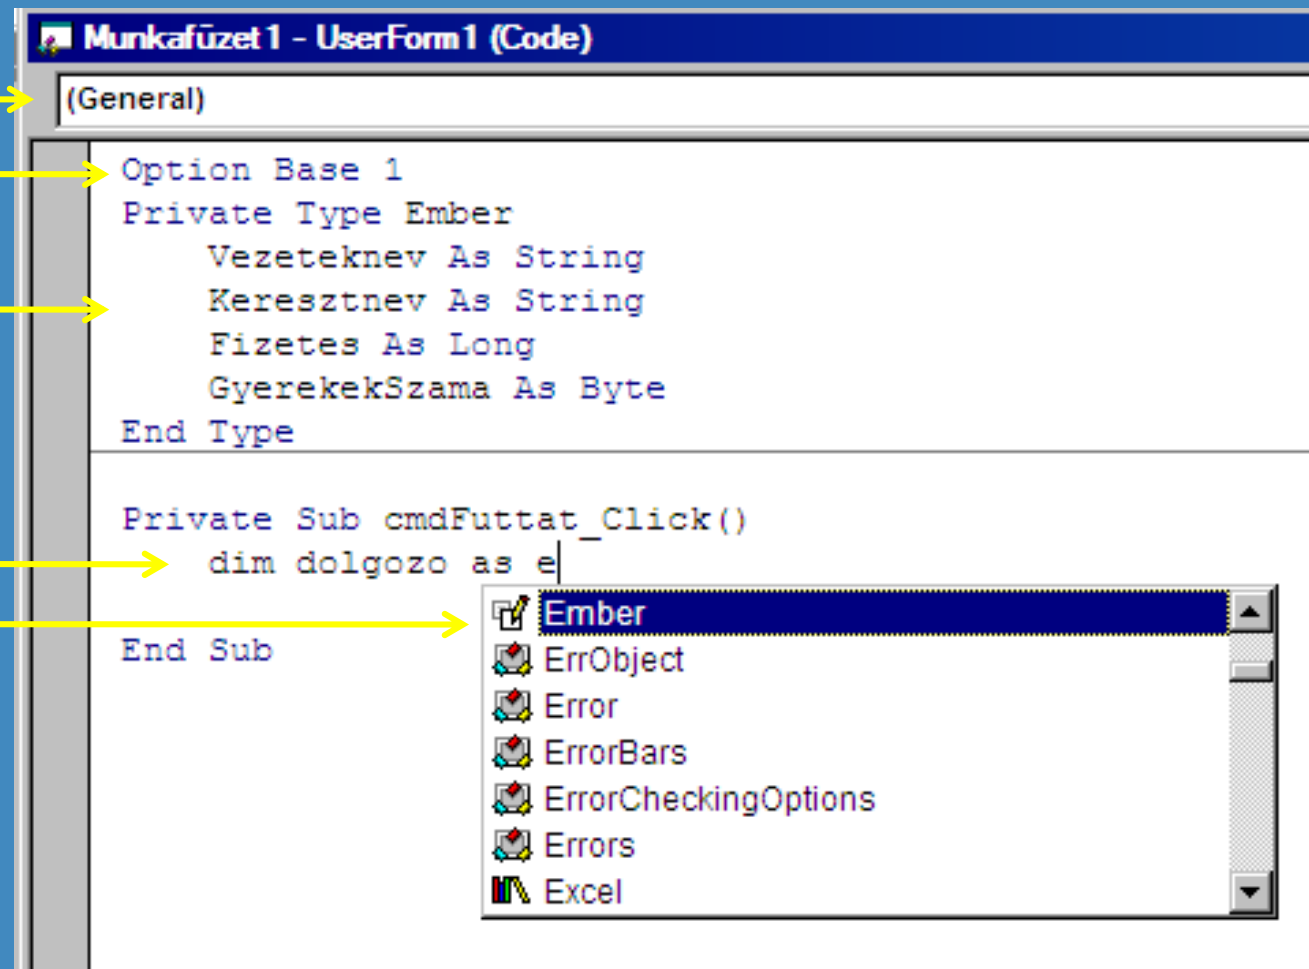 Munkafüzet1 - UserForm1 (Code)
(General)
Option Base 1
Private Type Ember
Vezeteknev As String
Keresztnev As String
Fizetes As Long
GyerekekSzama As Byte
End Type
Private Sub cmdFuttat_Click()
dim dolgozo as e
Ember
ErrObject
Error
ErrorBars
ErrorCheckingOptions
Errors
Excel
End Sub